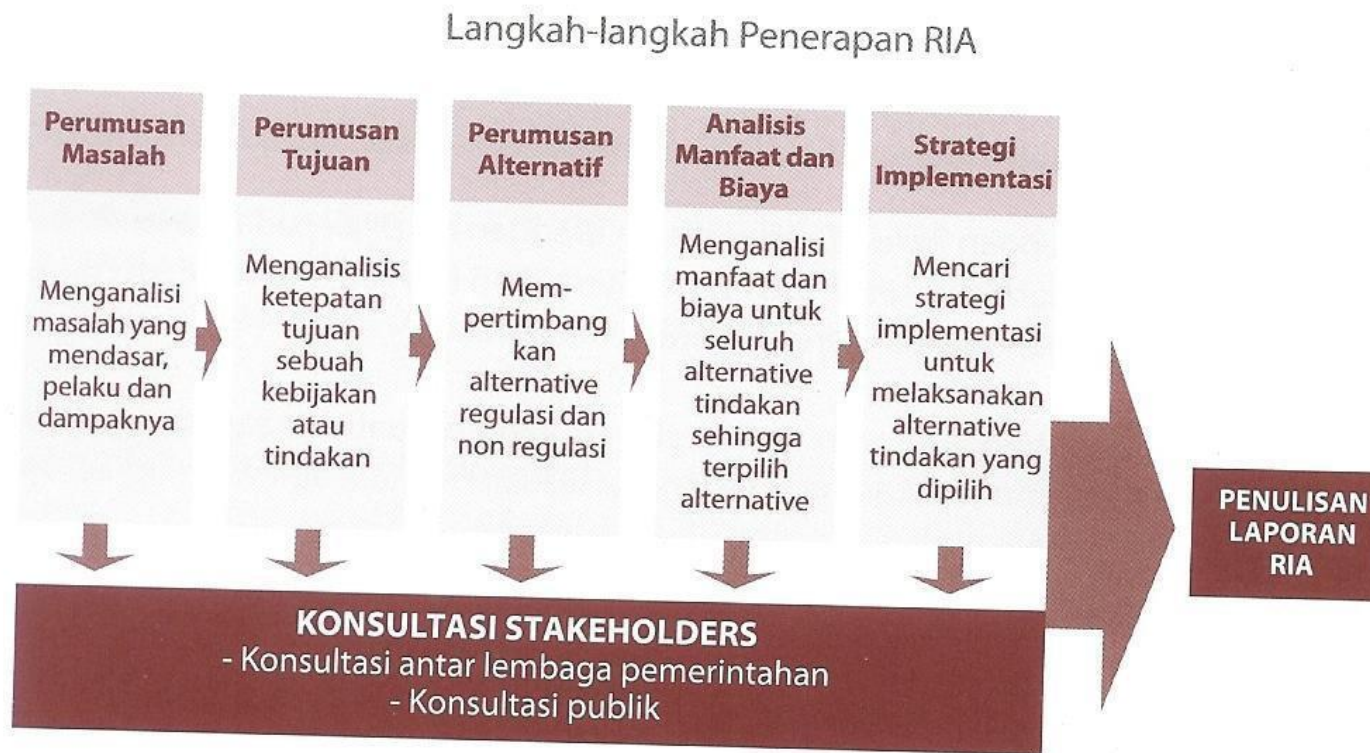 Langkah-langkah Penerapan RIA
Perumusan
Masalah
Menganalisi
masalah yang
mendasar,
pelaku dan
dampaknya
Perumusan
Tujuan
Menganalisis
ketepatan
tujuan
sebuah
kebijakan
atau
tindakan
Perumusan
Alternatif
Mem-
pertimbang
kan
alternative
regulasi dan
non regulasi
Analisis
Manfaat dan
Biaya
Menganalisi
manfaat dan
biaya untuk
seluruh
alternative
tindakan
sehingga
terpilih
alternative
Strategi
Implementasi
Mencari
strategi
implementasi
untuk
melaksanakan
alternative
tindakan yang
dipilih
KONSULTASI STAKEHOLDERS
- Konsultasi antar lembaga pemerintahan
- Konsultasi publik
PENULISAN
LAPORAN
RIA